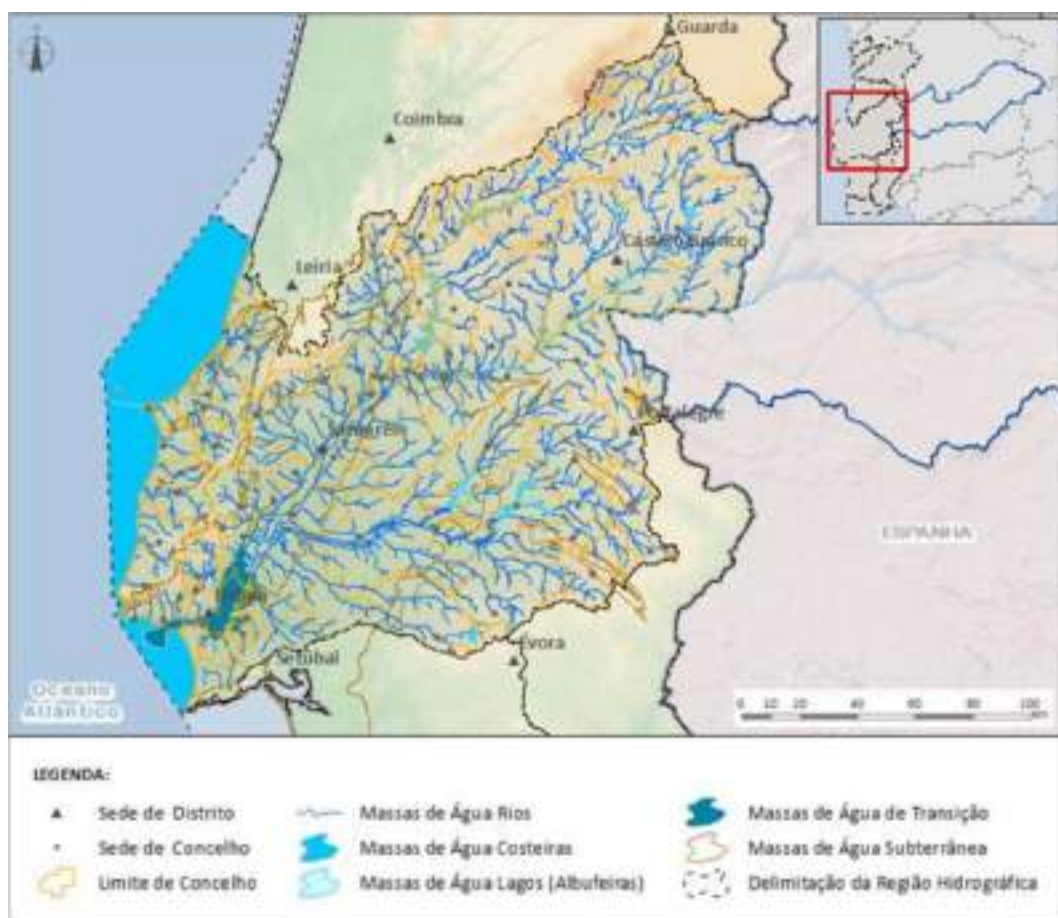 Guarda
Coimbra
Leiria
Castelo Branco
Santarém
Évora
Setúbal
ESPANHA
Oceano
Atlântico
0 10 20 40 60 80 100
LEGENDA:
Sede de Distrito
Massas de Água Rios
Massas de Água de Transição
Sede de Concelho
Massas de Água Costeiras
Massas de Água Subterrânea
Limite de Concelho
Massas de Água Lagos (Albufeiras)
Delimitação da Região Hidrográfica